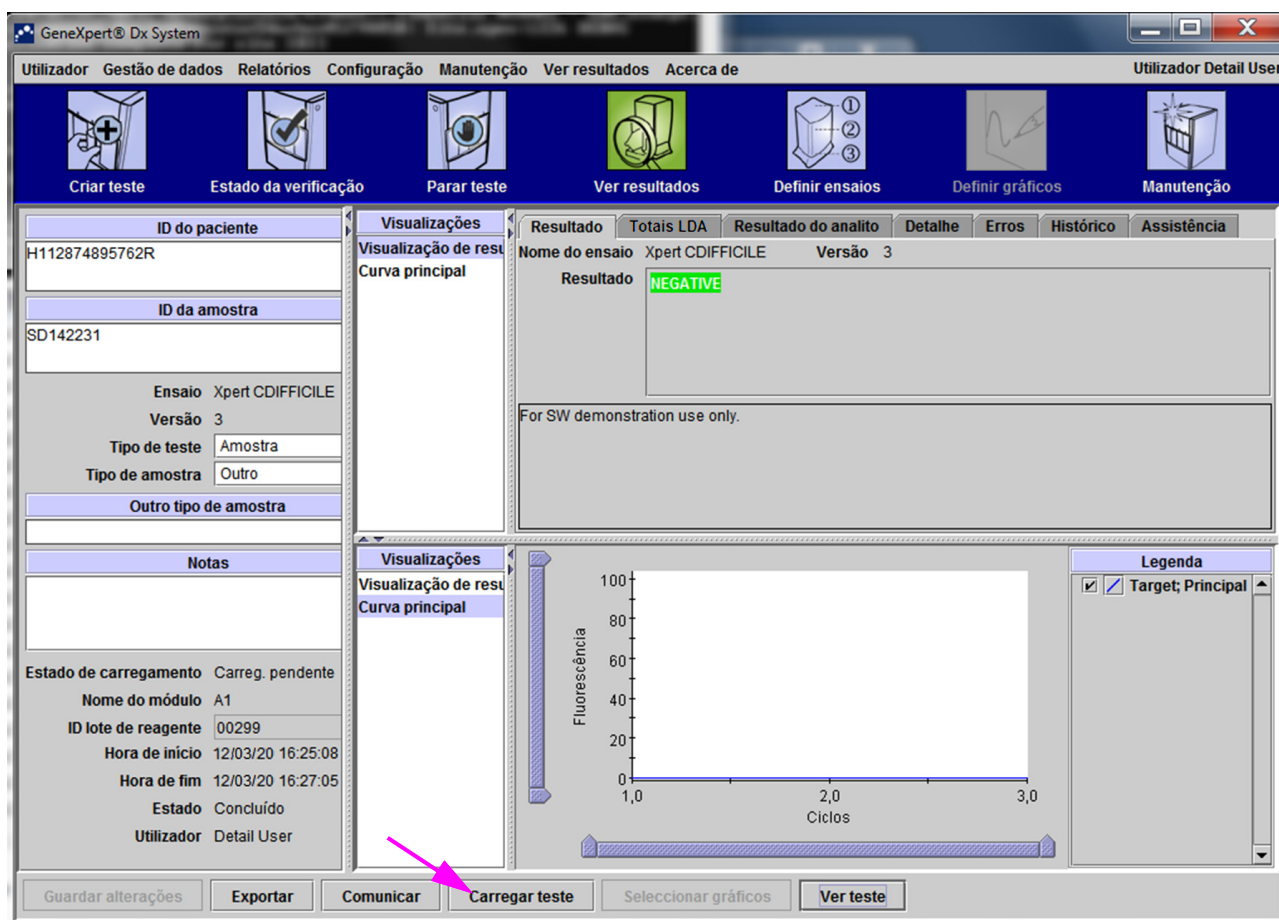 GeneXpert® Dx System
Utilizador Gestão de dados Relatórios Configuração Manutenção Ver resultados Acerca de Utilizador Detail User
Criar teste Estado da verificação Parar teste Ver resultados Definir ensaios Definir gráficos Manutenção
ID do paciente
H112874895762R
ID da amostra
SD142231
Ensaio Xpert CDIFFICILE
Versão 3
Tipo de teste Amostra
Tipo de amostra Outro
Outro tipo de amostra
Notas
Estado de carregamento Carreg. pendente
Nome do módulo A1
ID lote de reagente 00299
Hora de início 12/03/20 16:25:08
Hora de fim 12/03/20 16:27:05
Estado Concluído
Utilizador Detail User
Visualizações
Visualização de resu
Curva principal
Resultado Totais LDA Resultado do analito Detalhe Erros Histórico Assistência
Nome do ensaio Xpert CDIFFICILE Versão 3
Resultado NEGATIVE
For SW demonstration use only.
Visualizações
Visualização de resu
Curva principal
Fluorescência
100
80
60
40
20
0
1,0 2,0 3,0
Ciclos
Legenda
Target; Principal
Guardar alterações Exportar Comunicar Carregar teste Seleccionar gráficos Ver teste